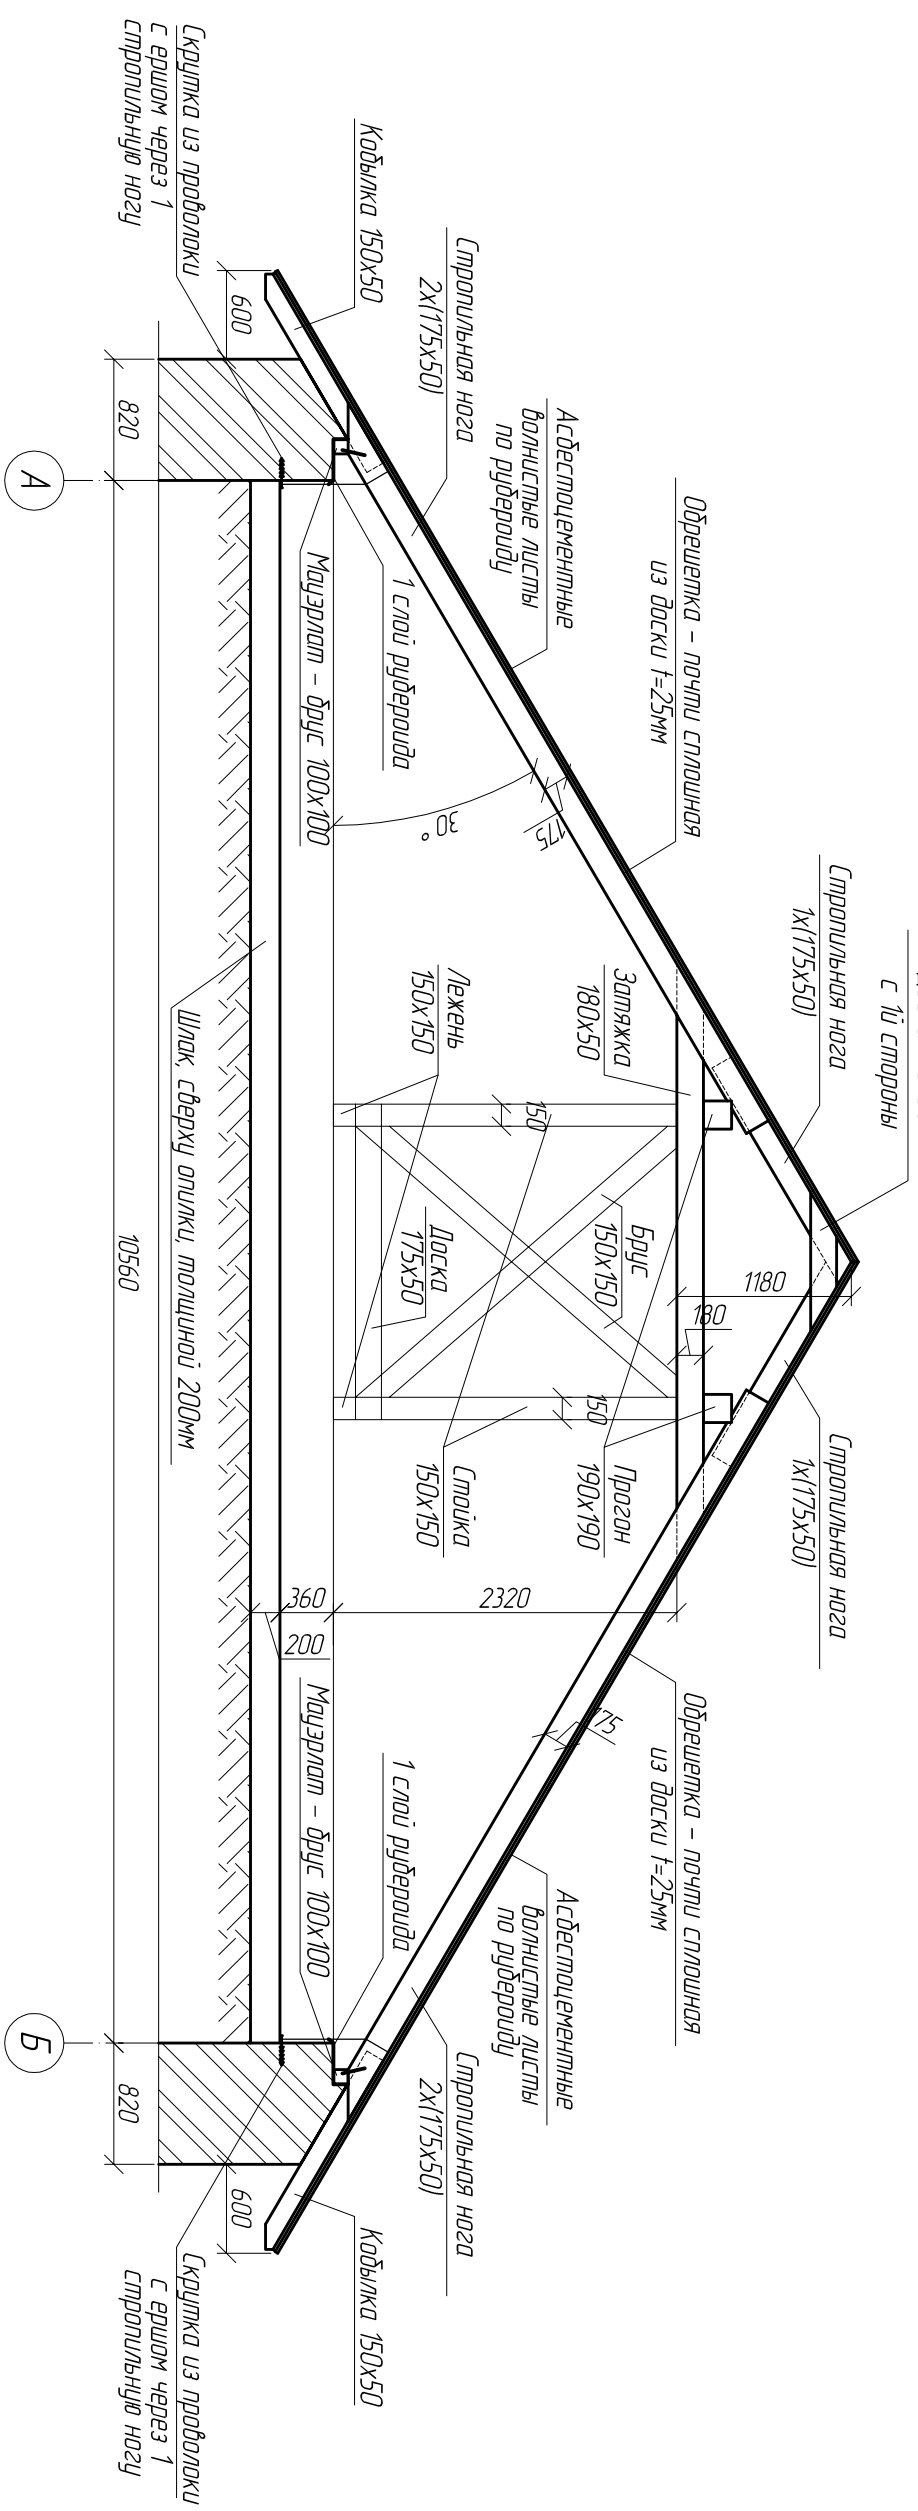 с 1й стороны
Стропильная нога
1х(175х50)
Стропильная нога
1х(175х50)
Обрешетка - почти сплошная
из доски t=25мм
Обрешетка - почти сплошная
из доски t=25мм
Асбестоцементные
волнистые листы
по рубероиду
Асбестоцементные
волнистые листы
по рубероиду
Стропильная нога
2х(175х50)
Стропильная нога
2х(175х50)
Кобылка 150х50
Кобылка 150х50
Затяжка
180х50
Прогон
190х190
Брус
150х150
Доска
175х50
Лежень
150х150
Стойка
150х150
1180
180
150
150
175
175
30°
2320
360
200
1 слой рубероида
1 слой рубероида
Мауэрлат - брус 100х100
Мауэрлат - брус 100х100
600
600
Скрутка из проволоки
с ершом через 1
стропильную ногу
Скрутка из проволоки
с ершом через 1
стропильную ногу
Шлак, сверху опилки, толщиной 200мм
820
10560
820
А
Б